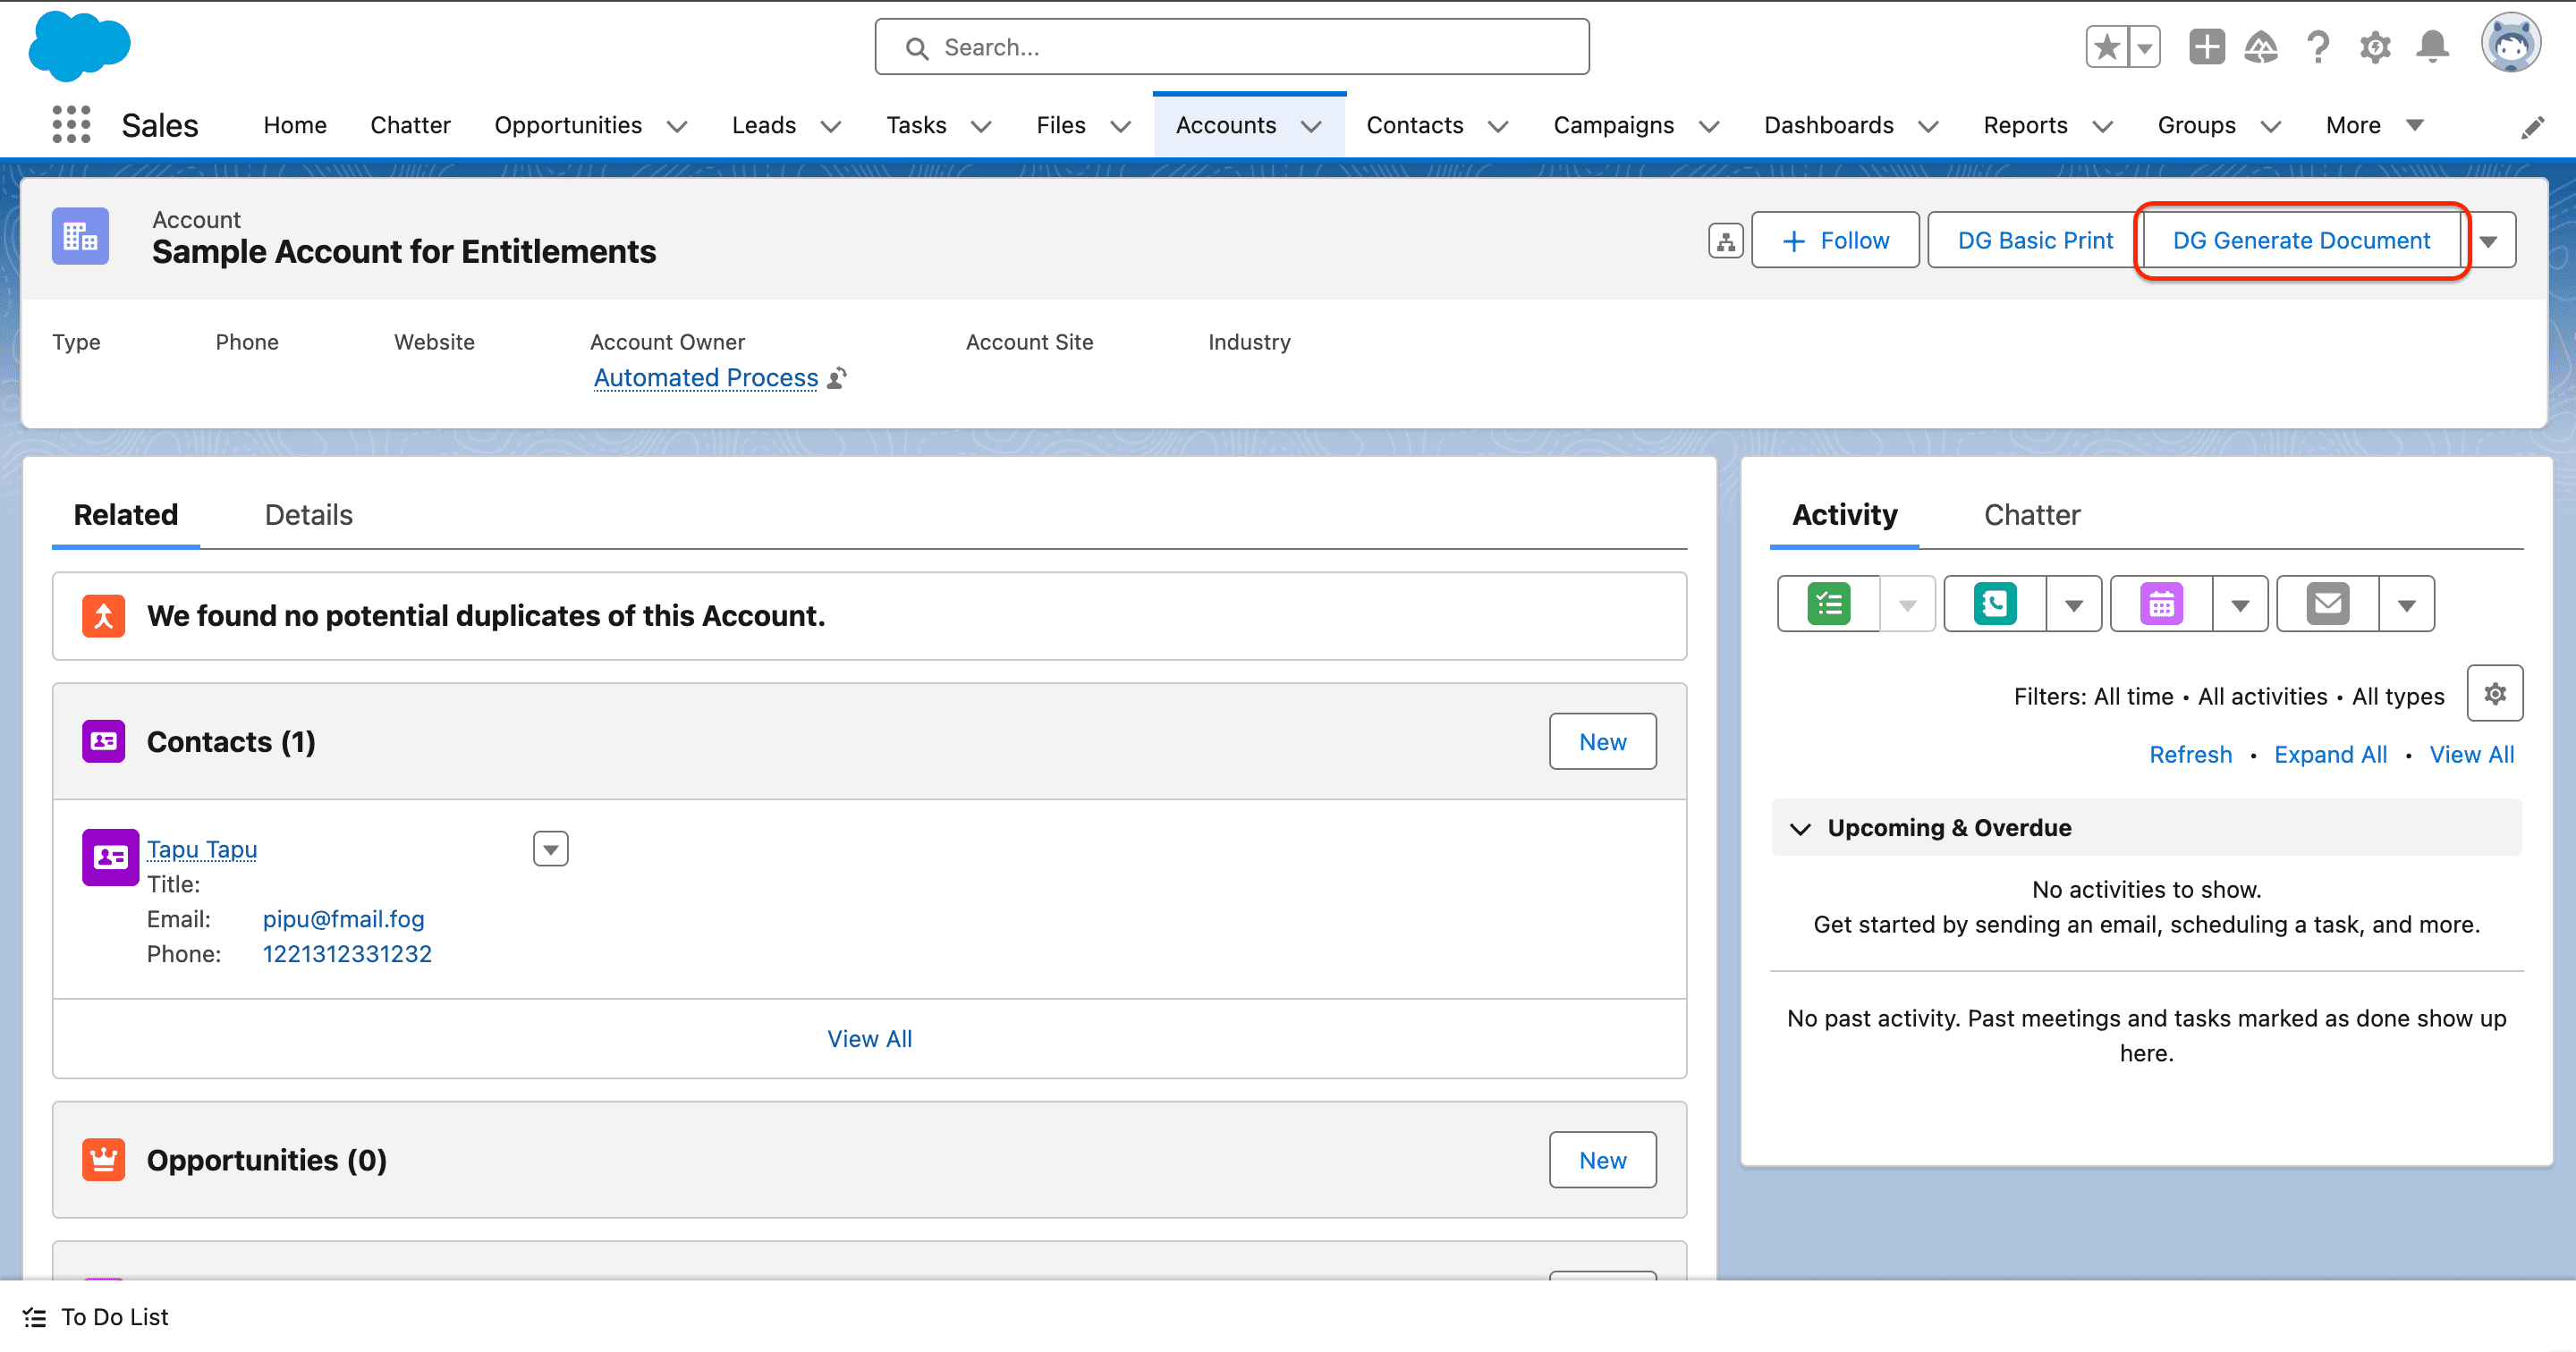 Search...
Sales
Home
Chatter
Opportunities
Leads
Tasks
Files
Accounts
Contacts
Campaigns
Dashboards
Reports
Groups
More
Account
Sample Account for Entitlements
Follow
DG Basic Print
DG Generate Document
Type
Phone
Website
Account Owner
Account Site
Industry
Automated Process
Related
Details
We found no potential duplicates of this Account.
Contacts (1)
New
Tapu Tapu
Title:
Email: pipu@fmail.fog
Phone: 1221312331232
View All
Opportunities (0)
New
Activity
Chatter
Filters: All time • All activities • All types
Refresh • Expand All • View All
Upcoming & Overdue
No activities to show.
Get started by sending an email, scheduling a task, and more.
No past activity. Past meetings and tasks marked as done show up
here.
To Do List